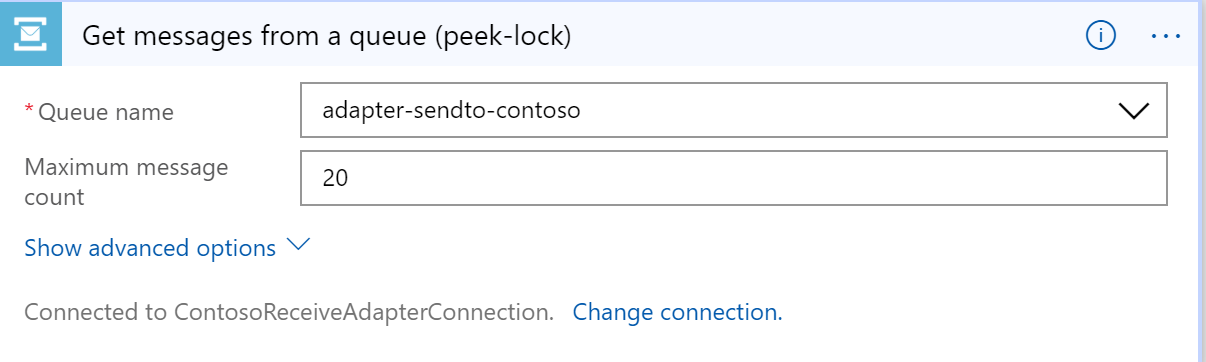 Get messages from a queue (peek-lock)
* Queue name
adapter-sendto-contoso
Maximum message
count
20
Show advanced options
Connected to ContosoReceiveAdapterConnection. Change connection.